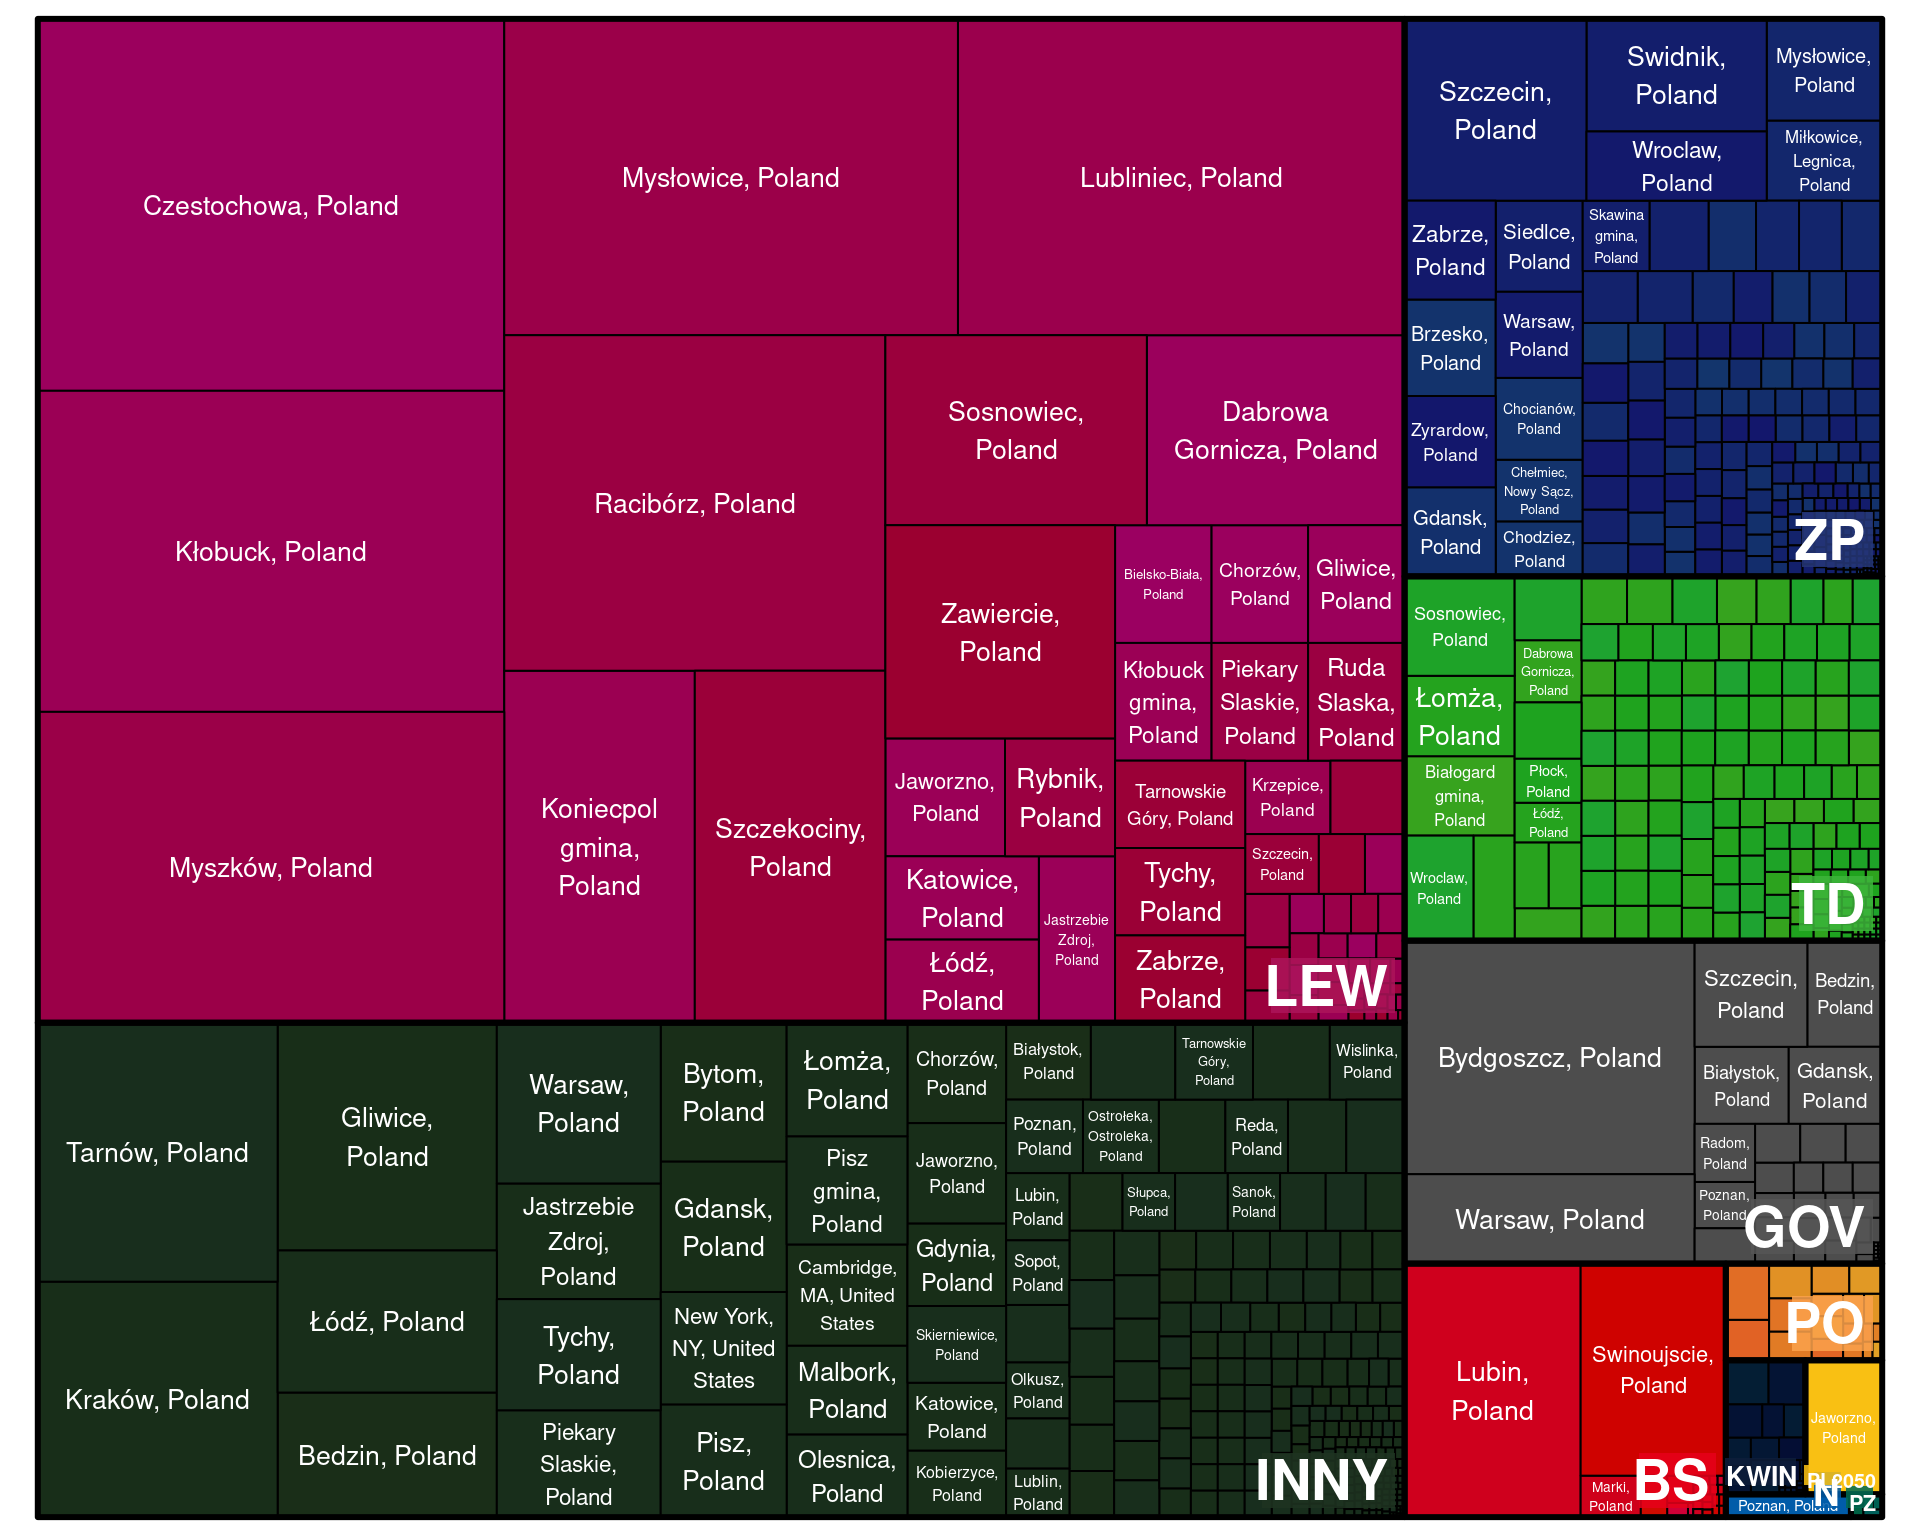 Czestochowa, Poland
Kłobuck, Poland
Myszków, Poland
Mysłowice, Poland
Lubliniec, Poland
Racibórz, Poland
Koniecpol
gmina,
Poland
Szczekociny,
Poland
Sosnowiec,
Poland
Dabrowa
Gornicza, Poland
Zawiercie,
Poland
Bielsko-Biała,
Poland
Chorzów,
Poland
Gliwice,
Poland
Kłobuck
gmina,
Poland
Piekary
Slaskie,
Poland
Ruda
Slaska,
Poland
Jaworzno,
Poland
Rybnik,
Poland
Katowice,
Poland
Łódź,
Poland
Jastrzebie
Zdroj,
Poland
Tarnowskie
Góry, Poland
Tychy,
Poland
Zabrze,
Poland
Krzepice,
Poland
Szczecin,
Poland
LEW
Tarnów, Poland
Kraków, Poland
Gliwice,
Poland
Łódź, Poland
Bedzin, Poland
Warsaw,
Poland
Jastrzebie
Zdroj,
Poland
Tychy,
Poland
Piekary
Slaskie,
Poland
Bytom,
Poland
Gdansk,
Poland
New York,
NY, United
States
Pisz,
Poland
Łomża,
Poland
Pisz
gmina,
Poland
Cambridge,
MA, United
States
Malbork,
Poland
Olesnica,
Poland
Chorzów,
Poland
Jaworzno,
Poland
Gdynia,
Poland
Skierniewice,
Poland
Katowice,
Poland
Kobierzyce,
Poland
Białystok,
Poland
Tarnowskie
Góry,
Poland
Wislinka,
Poland
Poznan,
Poland
Ostrołeka,
Ostroleka,
Poland
Reda,
Poland
Lubin,
Poland
Słupca,
Poland
Sanok,
Poland
Sopot,
Poland
Olkusz,
Poland
Lublin,
Poland
INNY
Szczecin,
Poland
Swidnik,
Poland
Wroclaw,
Poland
Mysłowice,
Poland
Miłkowice,
Legnica,
Poland
Zabrze,
Poland
Brzesko,
Poland
Zyrardow,
Poland
Gdansk,
Poland
Siedlce,
Poland
Warsaw,
Poland
Chocianów,
Poland
Chełmiec,
Nowy Sącz,
Poland
Chodziez,
Poland
Skawina
gmina,
Poland
ZP
Sosnowiec,
Poland
Łomża,
Poland
Białogard
gmina,
Poland
Wroclaw,
Poland
Dabrowa
Gornicza,
Poland
Płock,
Poland
Łódź,
Poland
TD
Bydgoszcz, Poland
Warsaw, Poland
Szczecin,
Poland
Bedzin,
Poland
Białystok,
Poland
Gdansk,
Poland
Radom,
Poland
Poznan,
Poland
GOV
Lubin,
Poland
Swinoujscie,
Poland
Marki,
Poland
BS
PO
KWIN
Jaworzno,
Poland
PL2050
Poznan, Poland
N
PZ